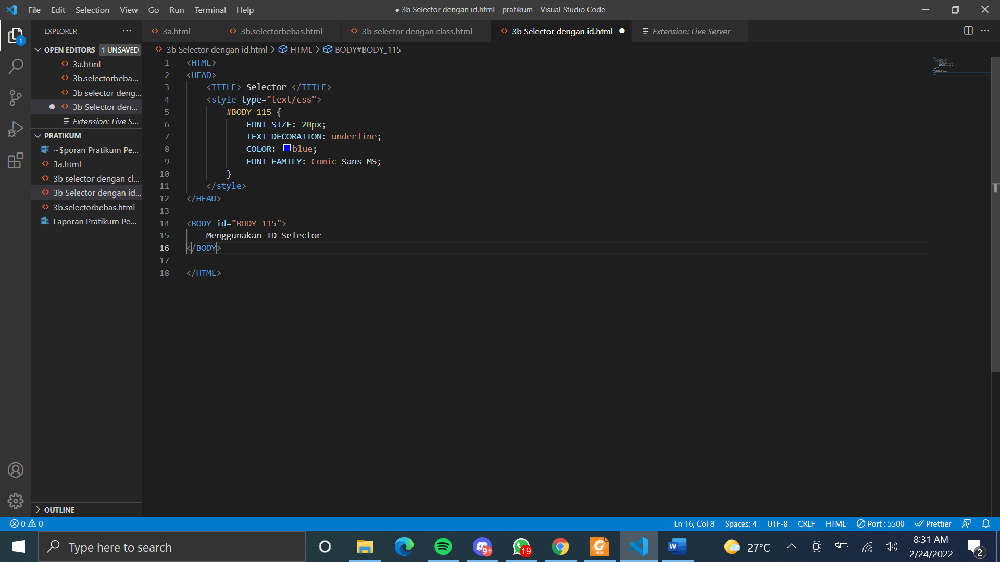 File Edit Selection View Go Run Terminal Help
● 3b Selector dengan id.html - pratikum - Visual Studio Code
EXPLORER
3a.html
3b.selectorbebas.html
3b selector dengan class.html
3b Selector dengan id.html
Extension: Live Server
OPEN EDITORS 1 UNSAVED
3a.html
3b.selectorbeba...
3b selector deng...
3b Selector den...
Extension: Live S...
PRATIKUM
~$poran Pratikum Pe...
3a.html
3b selector dengan cl...
3b Selector dengan id...
3b.selectorbebas.html
Laporan Pratikum Pe...
OUTLINE
1
3b Selector dengan id.html > HTML > BODY#BODY_115
1 <HTML>
2 <HEAD>
3 <TITLE> Selector </TITLE>
4 <style type="text/css">
5 #BODY_115 {
6 FONT-SIZE: 20px;
7 TEXT-DECORATION: underline;
8 COLOR: blue;
9 FONT-FAMILY: Comic Sans MS;
10 }
11 </style>
12 </HEAD>
13
14 <BODY id="BODY_115">
15 Menggunakan ID Selector
16 </BODY>
17
18 </HTML>
0 0
Ln 16, Col 8 Spaces: 4 UTF-8 CRLF HTML Port : 5500 Prettier
Type here to search
9+
19
PDF
W
27°C
8:31 AM
2/24/2022
2